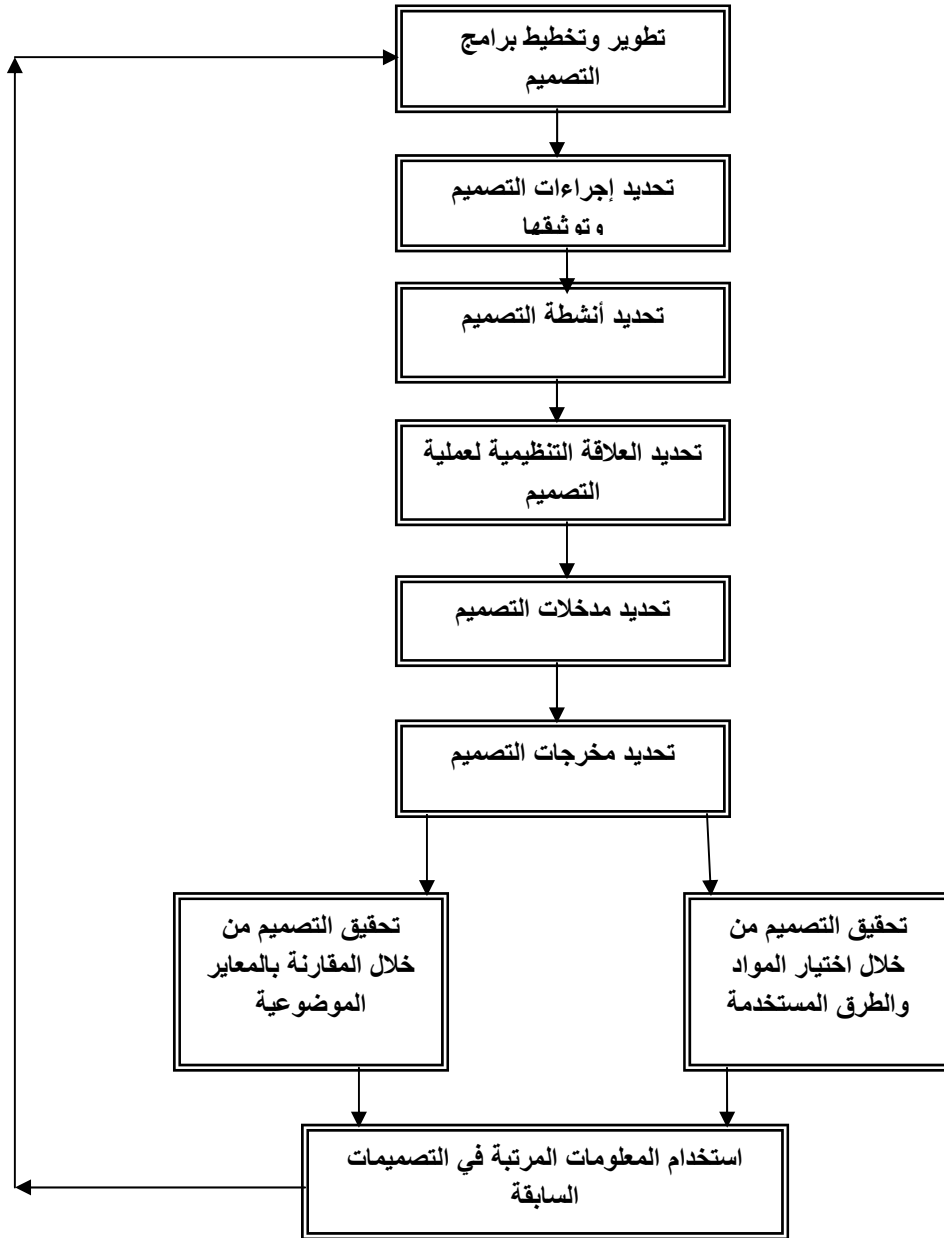 تطوير وتخطيط برامج
التصميم
تحديد إجراءات التصميم
وتوثيقها
تحديد أنشطة التصميم
تحديد العلاقة التنظيمية لعملية
التصميم
تحديد مدخلات التصميم
تحديد مخرجات التصميم
تحقيق التصميم من
خلال اختيار المواد
والطرق المستخدمة
تحقيق التصميم من
خلال المقارنة بالمعاير
الموضوعية
استخدام المعلومات المرتبة في التصميمات
السابقة